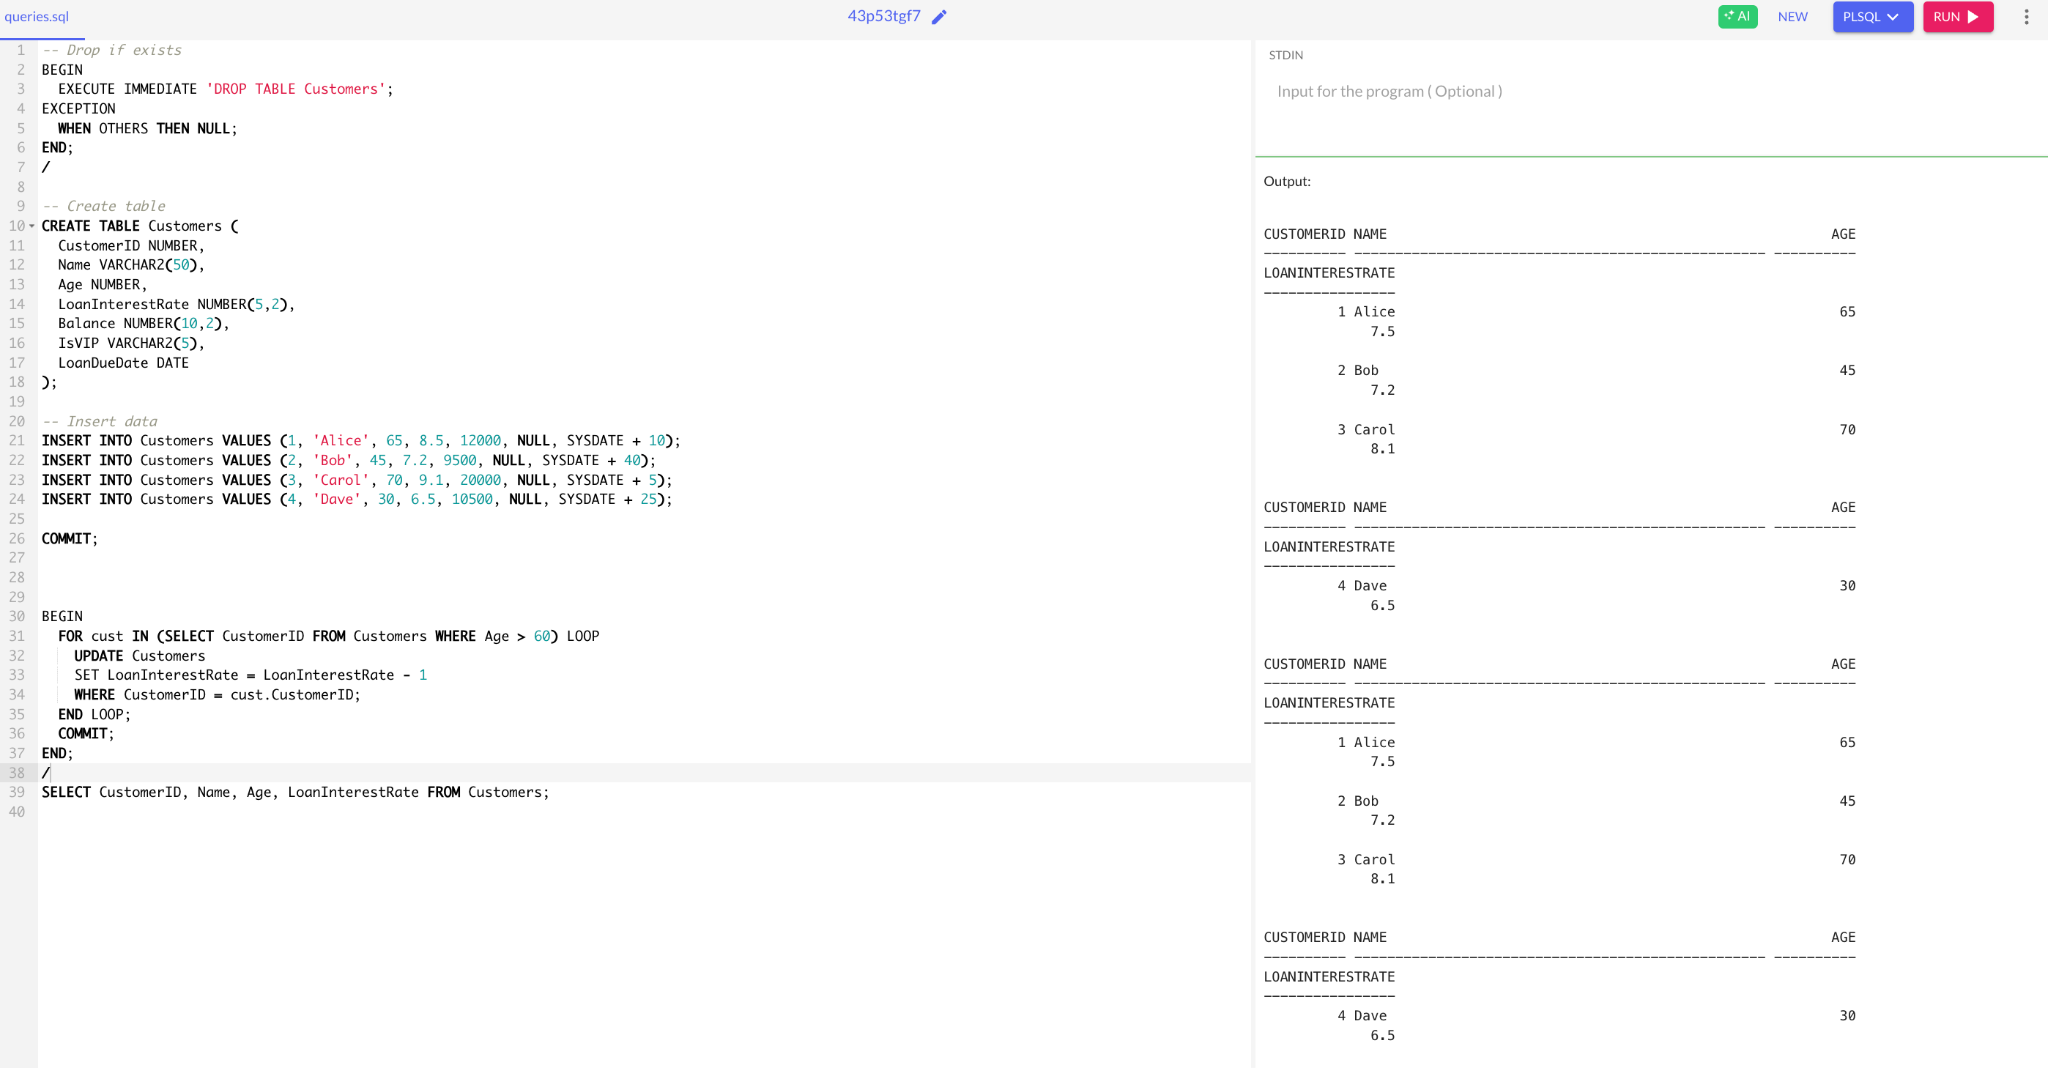 queries.sql
43p53tgf7
AI
NEW
PLSQL
RUN
1 -- Drop if exists
2 BEGIN
3   EXECUTE IMMEDIATE 'DROP TABLE Customers';
4 EXCEPTION
5   WHEN OTHERS THEN NULL;
6 END;
7 /
8
9 -- Create table
10 CREATE TABLE Customers (
11   CustomerID NUMBER,
12   Name VARCHAR2(50),
13   Age NUMBER,
14   LoanInterestRate NUMBER(5,2),
15   Balance NUMBER(10,2),
16   IsVIP VARCHAR2(5),
17   LoanDueDate DATE
18 );
19
20 -- Insert data
21 INSERT INTO Customers VALUES (1, 'Alice', 65, 8.5, 12000, NULL, SYSDATE + 10);
22 INSERT INTO Customers VALUES (2, 'Bob', 45, 7.2, 9500, NULL, SYSDATE + 40);
23 INSERT INTO Customers VALUES (3, 'Carol', 70, 9.1, 20000, NULL, SYSDATE + 5);
24 INSERT INTO Customers VALUES (4, 'Dave', 30, 6.5, 10500, NULL, SYSDATE + 25);
25
26 COMMIT;
27
28
29
30 BEGIN
31   FOR cust IN (SELECT CustomerID FROM Customers WHERE Age > 60) LOOP
32     UPDATE Customers
33     SET LoanInterestRate = LoanInterestRate - 1
34     WHERE CustomerID = cust.CustomerID;
35   END LOOP;
36   COMMIT;
37 END;
38 /
39 SELECT CustomerID, Name, Age, LoanInterestRate FROM Customers;
40
STDIN
Input for the program ( Optional )
Output:
CUSTOMERID NAME                                                      AGE
---------- -------------------------------------------------- ----------
LOANINTERESTRATE
----------------
         1 Alice                                                      65
             7.5
         2 Bob                                                        45
             7.2
         3 Carol                                                      70
             8.1
CUSTOMERID NAME                                                      AGE
---------- -------------------------------------------------- ----------
LOANINTERESTRATE
----------------
         4 Dave                                                       30
             6.5
CUSTOMERID NAME                                                      AGE
---------- -------------------------------------------------- ----------
LOANINTERESTRATE
----------------
         1 Alice                                                      65
             7.5
         2 Bob                                                        45
             7.2
         3 Carol                                                      70
             8.1
CUSTOMERID NAME                                                      AGE
---------- -------------------------------------------------- ----------
LOANINTERESTRATE
----------------
         4 Dave                                                       30
             6.5